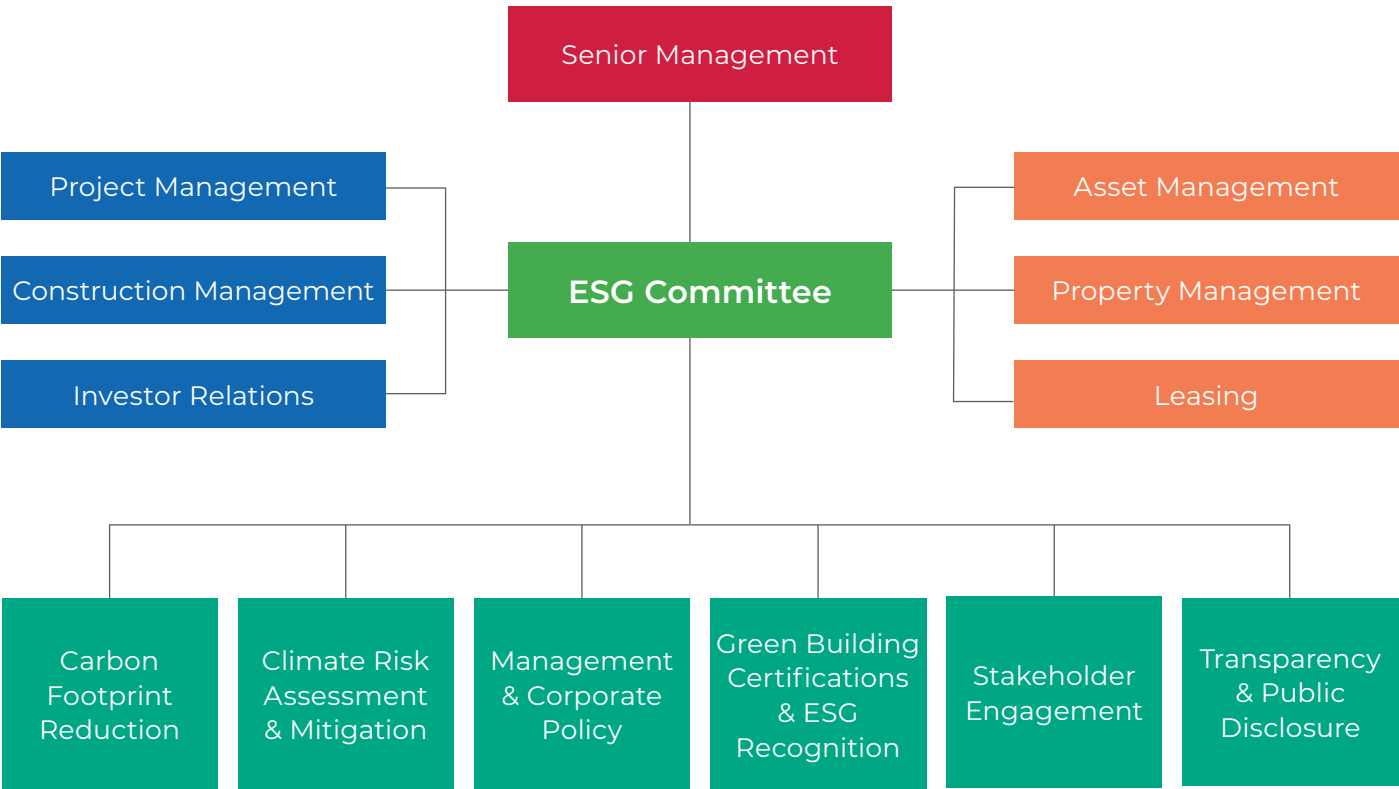 Senior Management
Project Management
Asset Management
Construction Management
ESG Committee
Property Management
Investor Relations
Leasing
Carbon
Footprint
Reduction
Climate Risk
Assessment
& Mitigation
Management
& Corporate
Policy
Green Building
Certifications
& ESG
Recognition
Stakeholder
Engagement
Transparency
& Public
Disclosure